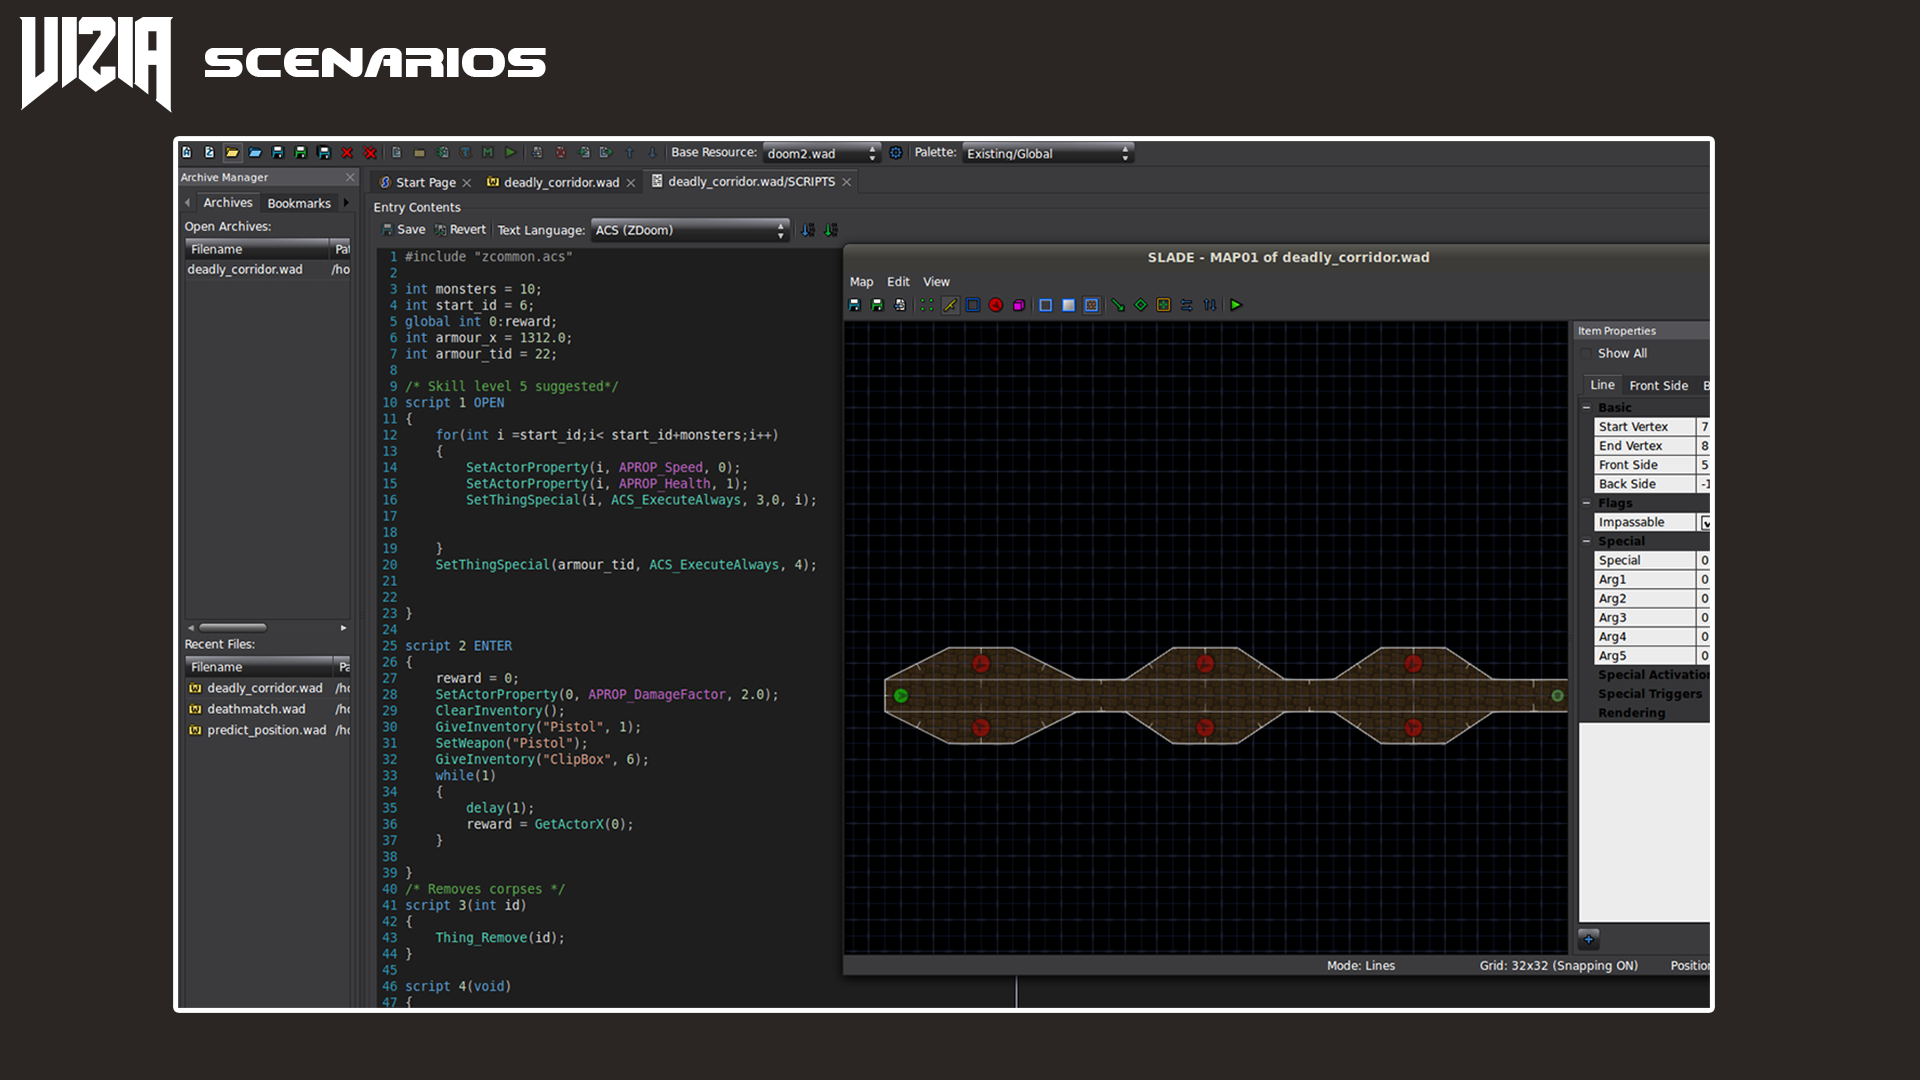 VIZIA SCENARIOS
Base Resource: doom2.wad Palette: Existing/Global
Archive Manager
Start Page deadly_corridor.wad deadly_corridor.wad/SCRIPTS
Archives Bookmarks
Entry Contents
Open Archives:
Save Revert Text Language: ACS (ZDoom)
Filename Pat
deadly_corridor.wad /ho
Recent Files:
Filename Pa
deadly_corridor.wad /ho
deathmatch.wad /ho
predict_position.wad /ho
1 #include "zcommon.acs"
2
3 int monsters = 10;
4 int start_id = 6;
5 global int 0:reward;
6 int armour_x = 1312.0;
7 int armour_tid = 22;
8
9 /* Skill level 5 suggested*/
10 script 1 OPEN
11 {
12 for(int i =start_id;i< start_id+monsters;i++)
13 {
14 SetActorProperty(i, APROP_Speed, 0);
15 SetActorProperty(i, APROP_Health, 1);
16 SetThingSpecial(i, ACS_ExecuteAlways, 3,0, i);
17
18
19 }
20 SetThingSpecial(armour_tid, ACS_ExecuteAlways, 4);
21
22
23 }
24
25 script 2 ENTER
26 {
27 reward = 0;
28 SetActorProperty(0, APROP_DamageFactor, 2.0);
29 ClearInventory();
30 GiveInventory("Pistol", 1);
31 SetWeapon("Pistol");
32 GiveInventory("ClipBox", 6);
33 while(1)
34 {
35 delay(1);
36 reward = GetActorX(0);
37 }
38
39 }
40 /* Removes corpses */
41 script 3(int id)
42 {
43 Thing_Remove(id);
44 }
45
46 script 4(void)
47 {
SLADE - MAP01 of deadly_corridor.wad
Map Edit View
Item Properties
Show All
Line Front Side B
Basic
Start Vertex 7
End Vertex 8
Front Side 5
Back Side -1
Flags
Impassable
Special
Special 0
Arg1 0
Arg2 0
Arg3 0
Arg4 0
Arg5 0
Special Activation
Special Triggers
Rendering
Mode: Lines Grid: 32x32 (Snapping ON) Position